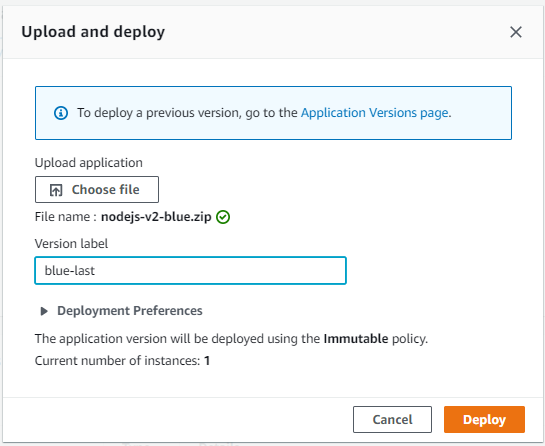 Upload and deploy
To deploy a previous version, go to the Application Versions page.
Upload application
Choose file
File name : nodejs-v2-blue.zip
Version label
blue-last
Deployment Preferences
The application version will be deployed using the Immutable policy.
Current number of instances: 1
Cancel
Deploy